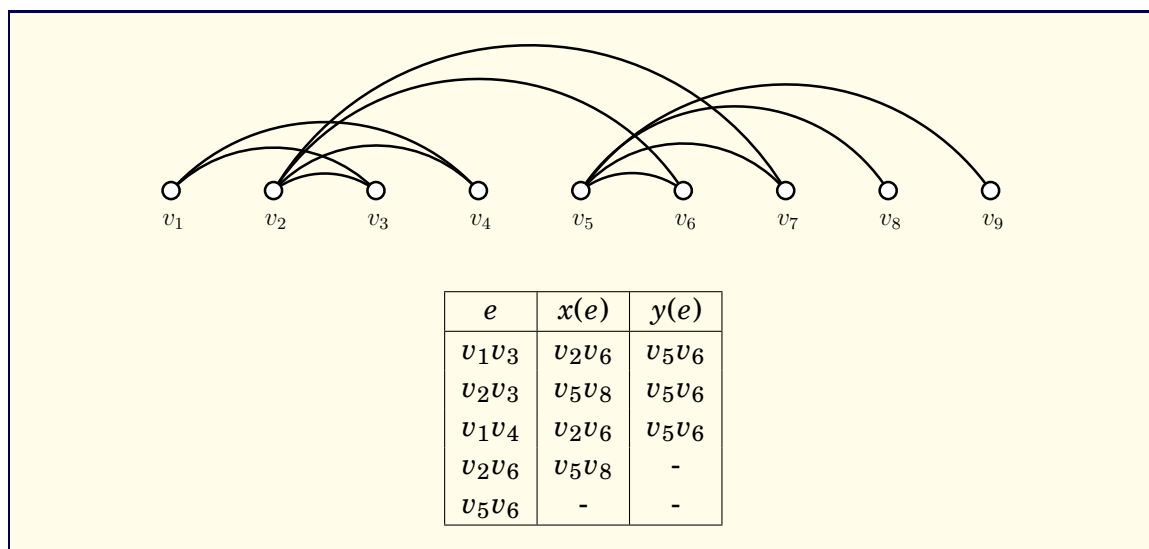 v₁ v₂ v₃ v₄ v₅ v₆ v₇ v₈ v₉
e x(e) y(e)
v₁v₃ v₂v₆ v₅v₆
v₂v₃ v₅v₈ v₅v₆
v₁v₄ v₂v₆ v₅v₆
v₂v₆ v₅v₈ -
v₅v₆ - -